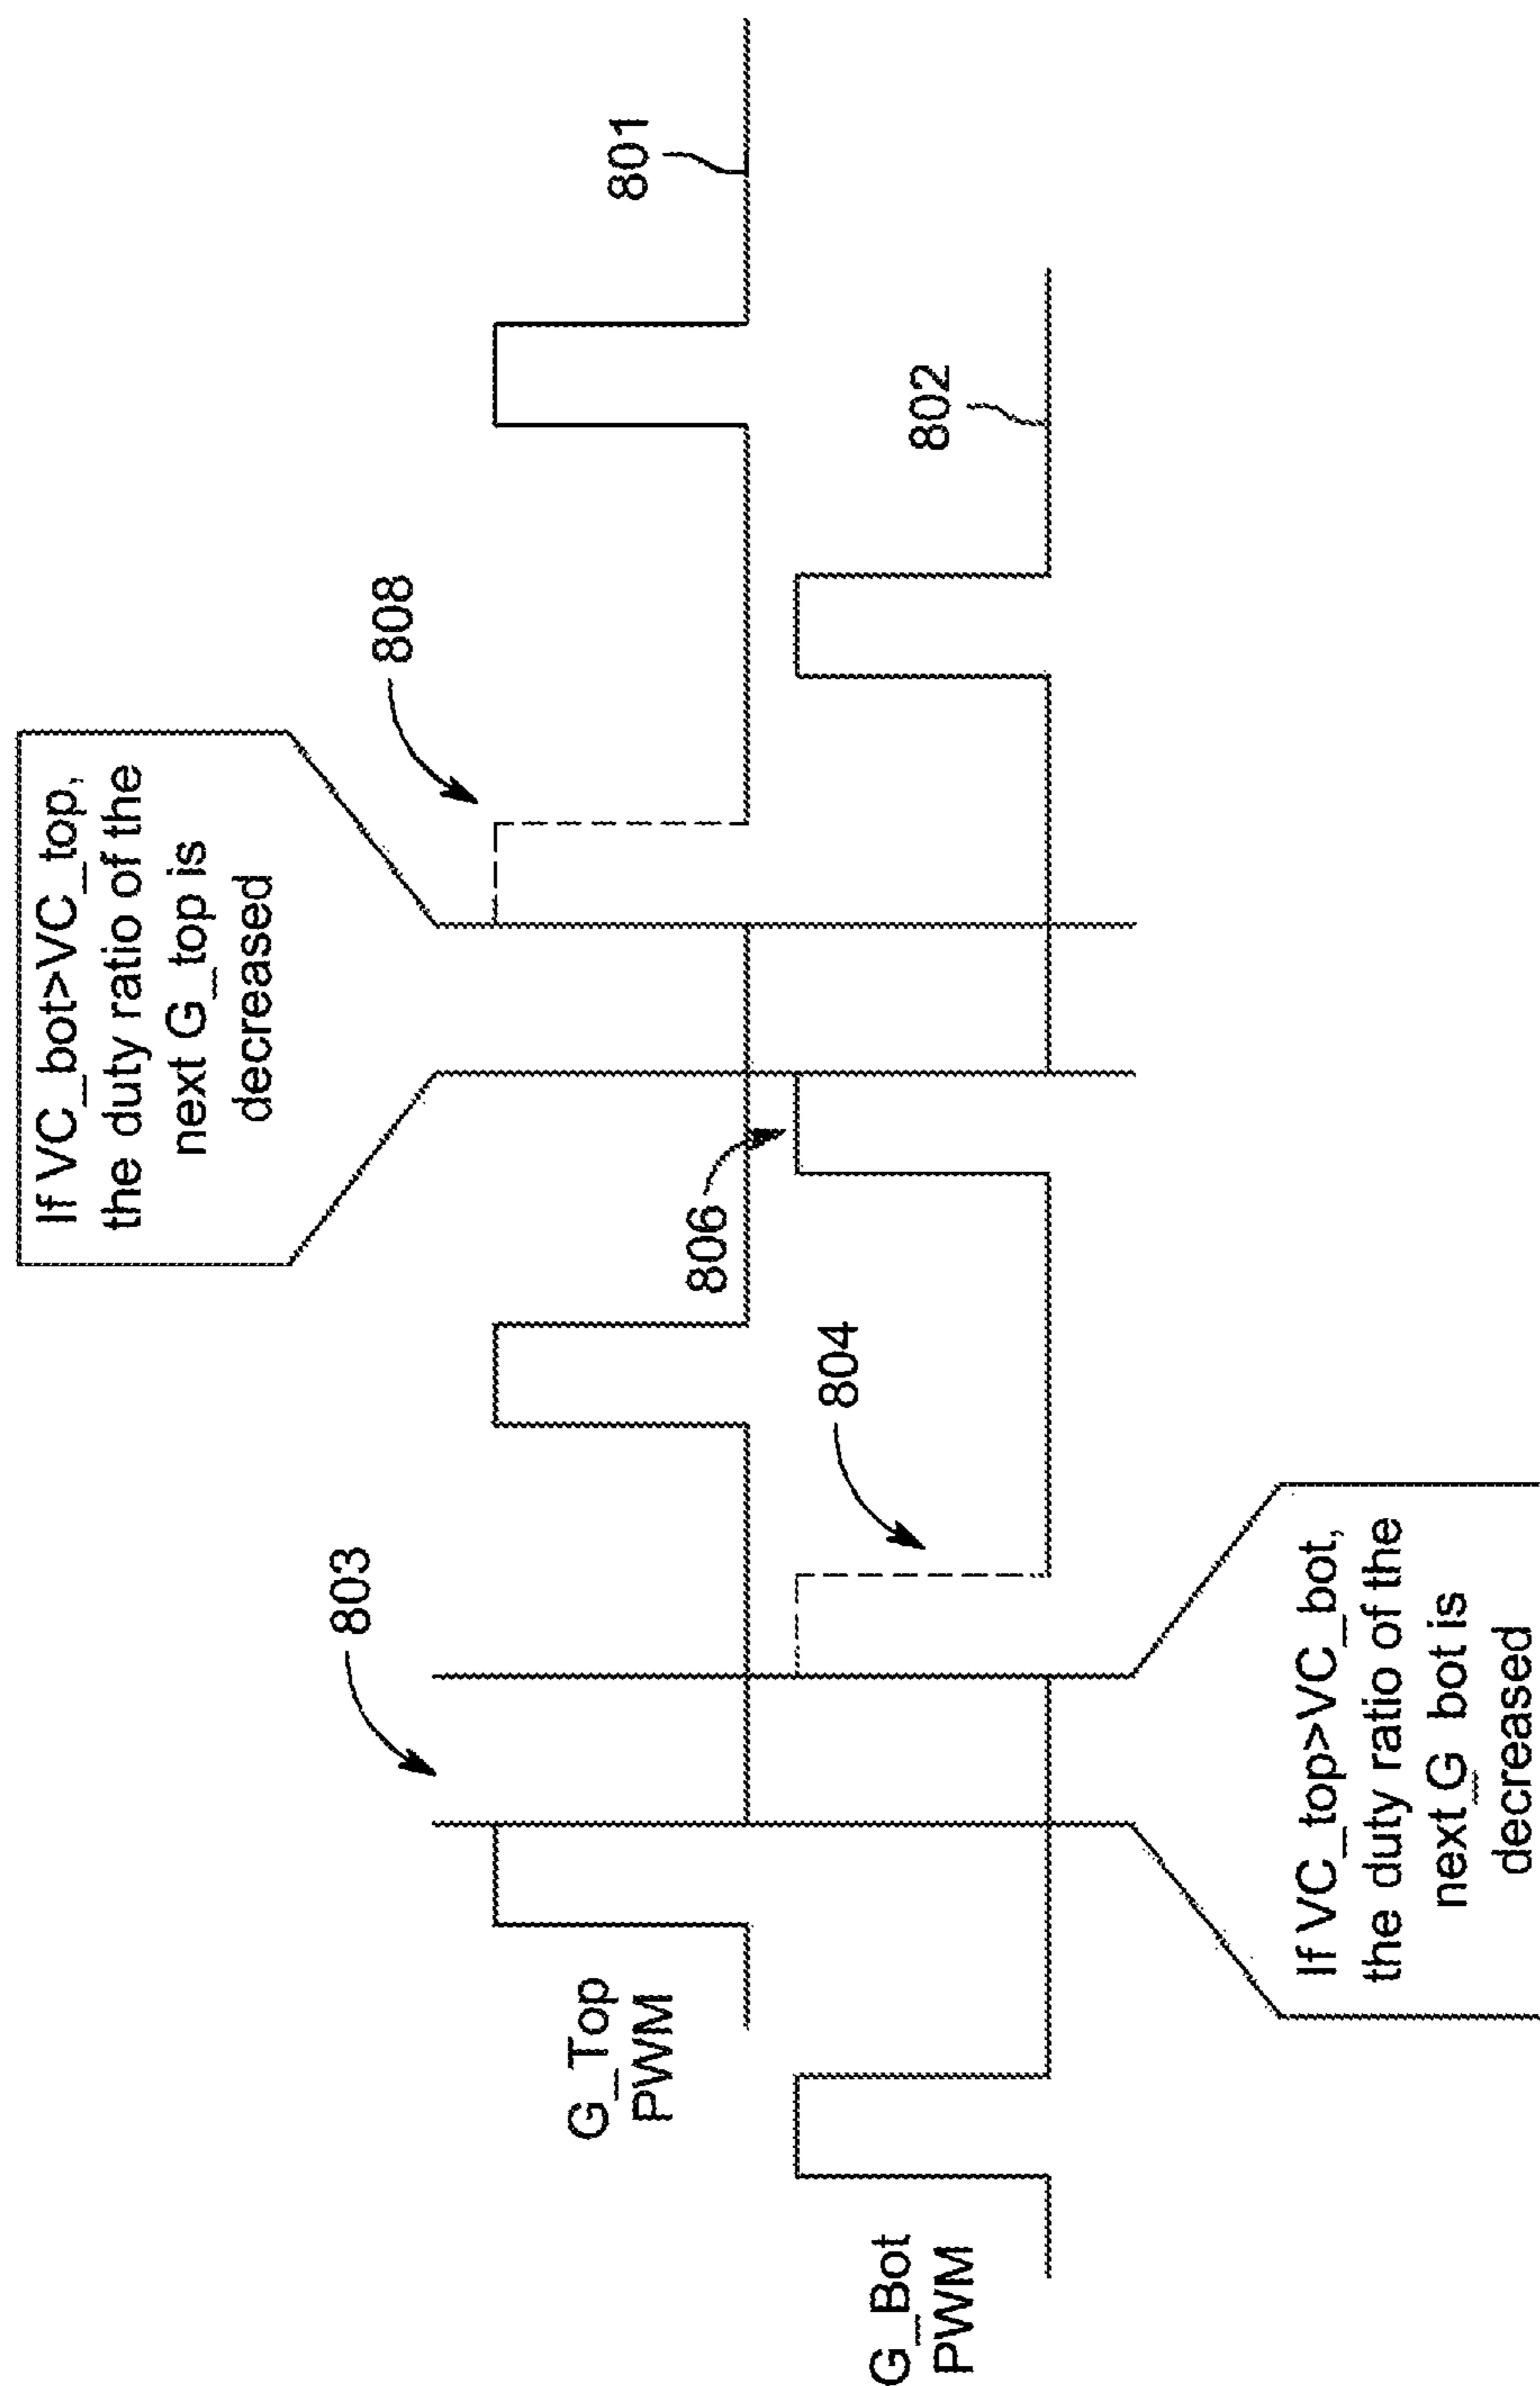 If VC_bot>VC_top,
the duty ratio of the
next G_top is
decreased
808
801
803
G_Top
PWM
806
802
804
G_Bot
PWM
If VC_top>VC_bot,
the duty ratio of the
next G_bot is
decreased